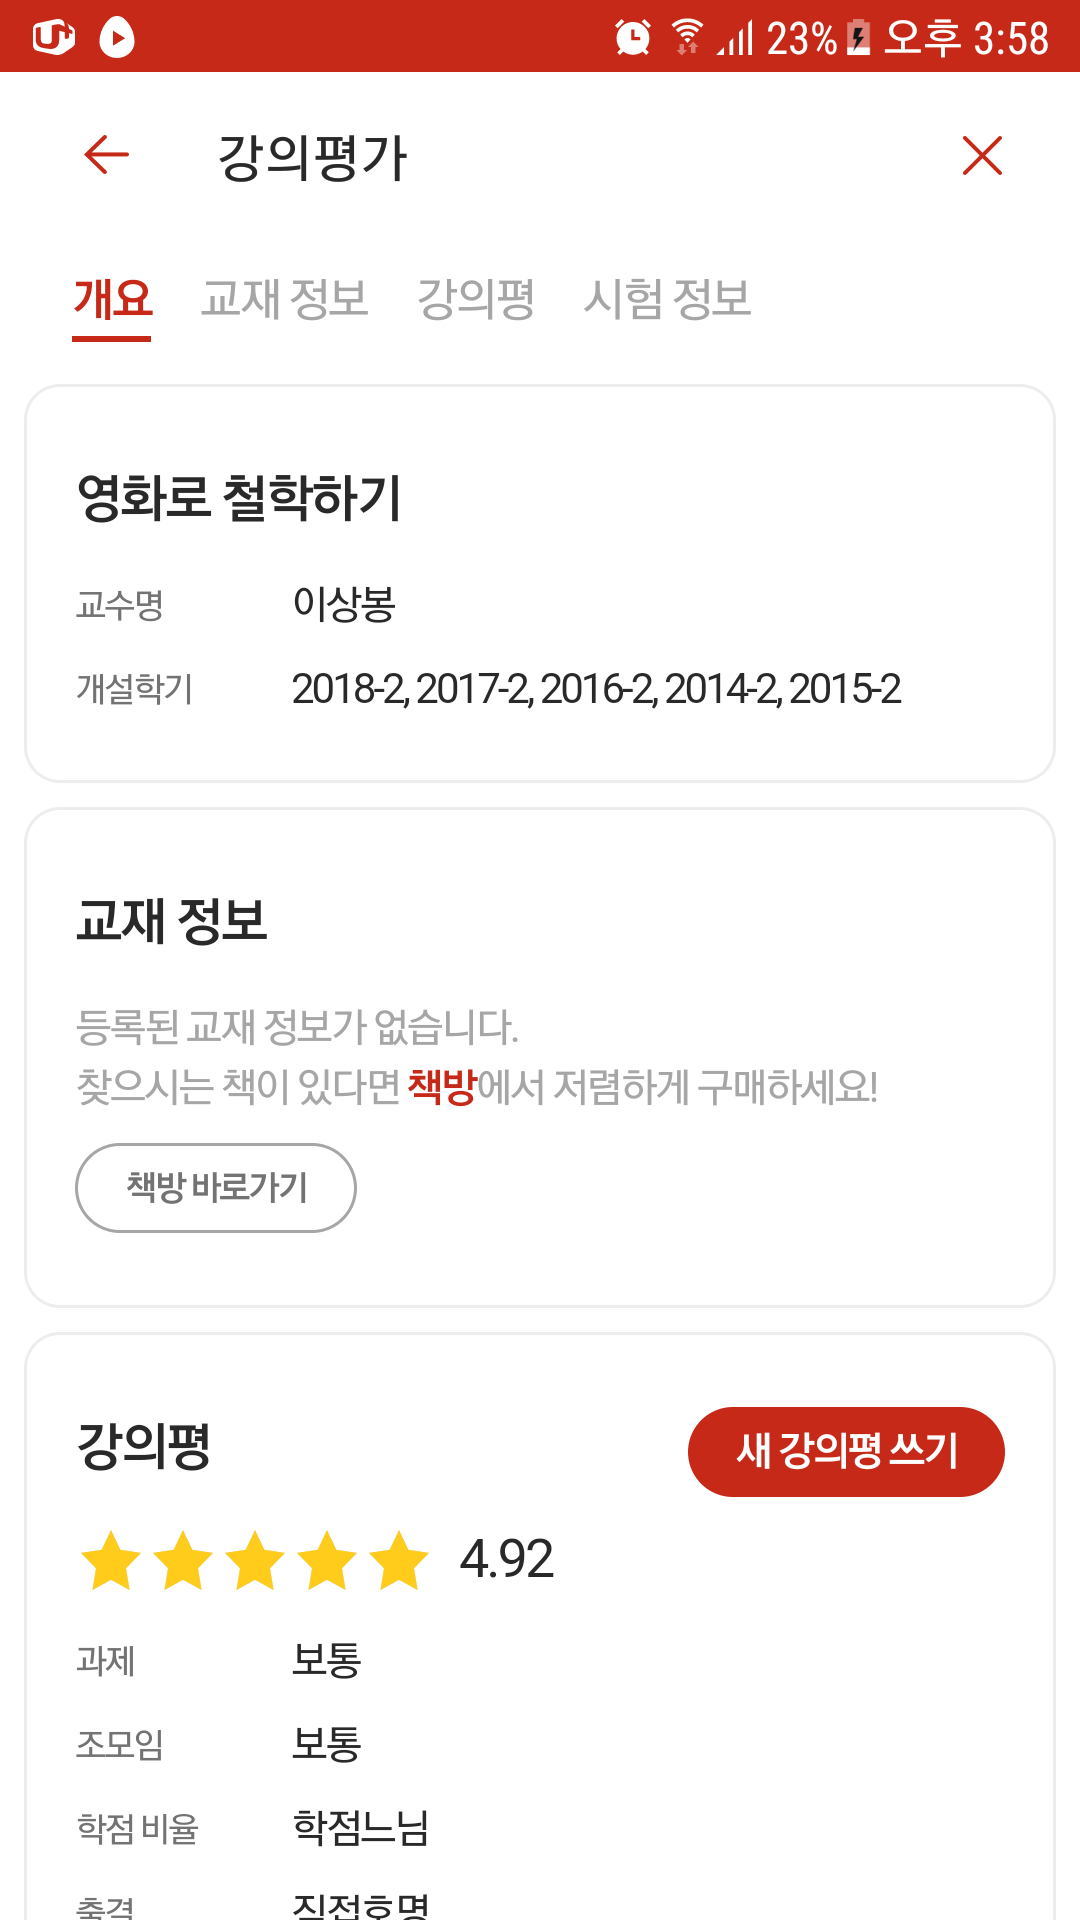 U+ 23% 오후 3:58
강의평가
개요 교재 정보 강의평 시험 정보
영화로 철학하기
교수명 이상봉
개설학기 2018-2, 2017-2, 2016-2, 2014-2, 2015-2
교재 정보
등록된 교재 정보가 없습니다.
찾으시는 책이 있다면 책방에서 저렴하게 구매하세요!
책방 바로가기
강의평 새 강의평 쓰기
4.92
과제 보통
조모임 보통
학점 비율 학점느님
출결 직접호명